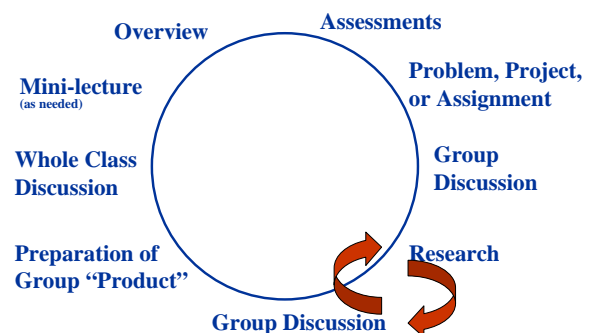 Assessments
Overview
Problem, Project,
or Assignment
Mini-lecture
(as needed)
Group
Discussion
Whole Class
Discussion
Research
Preparation of
Group “Product”
Group Discussion